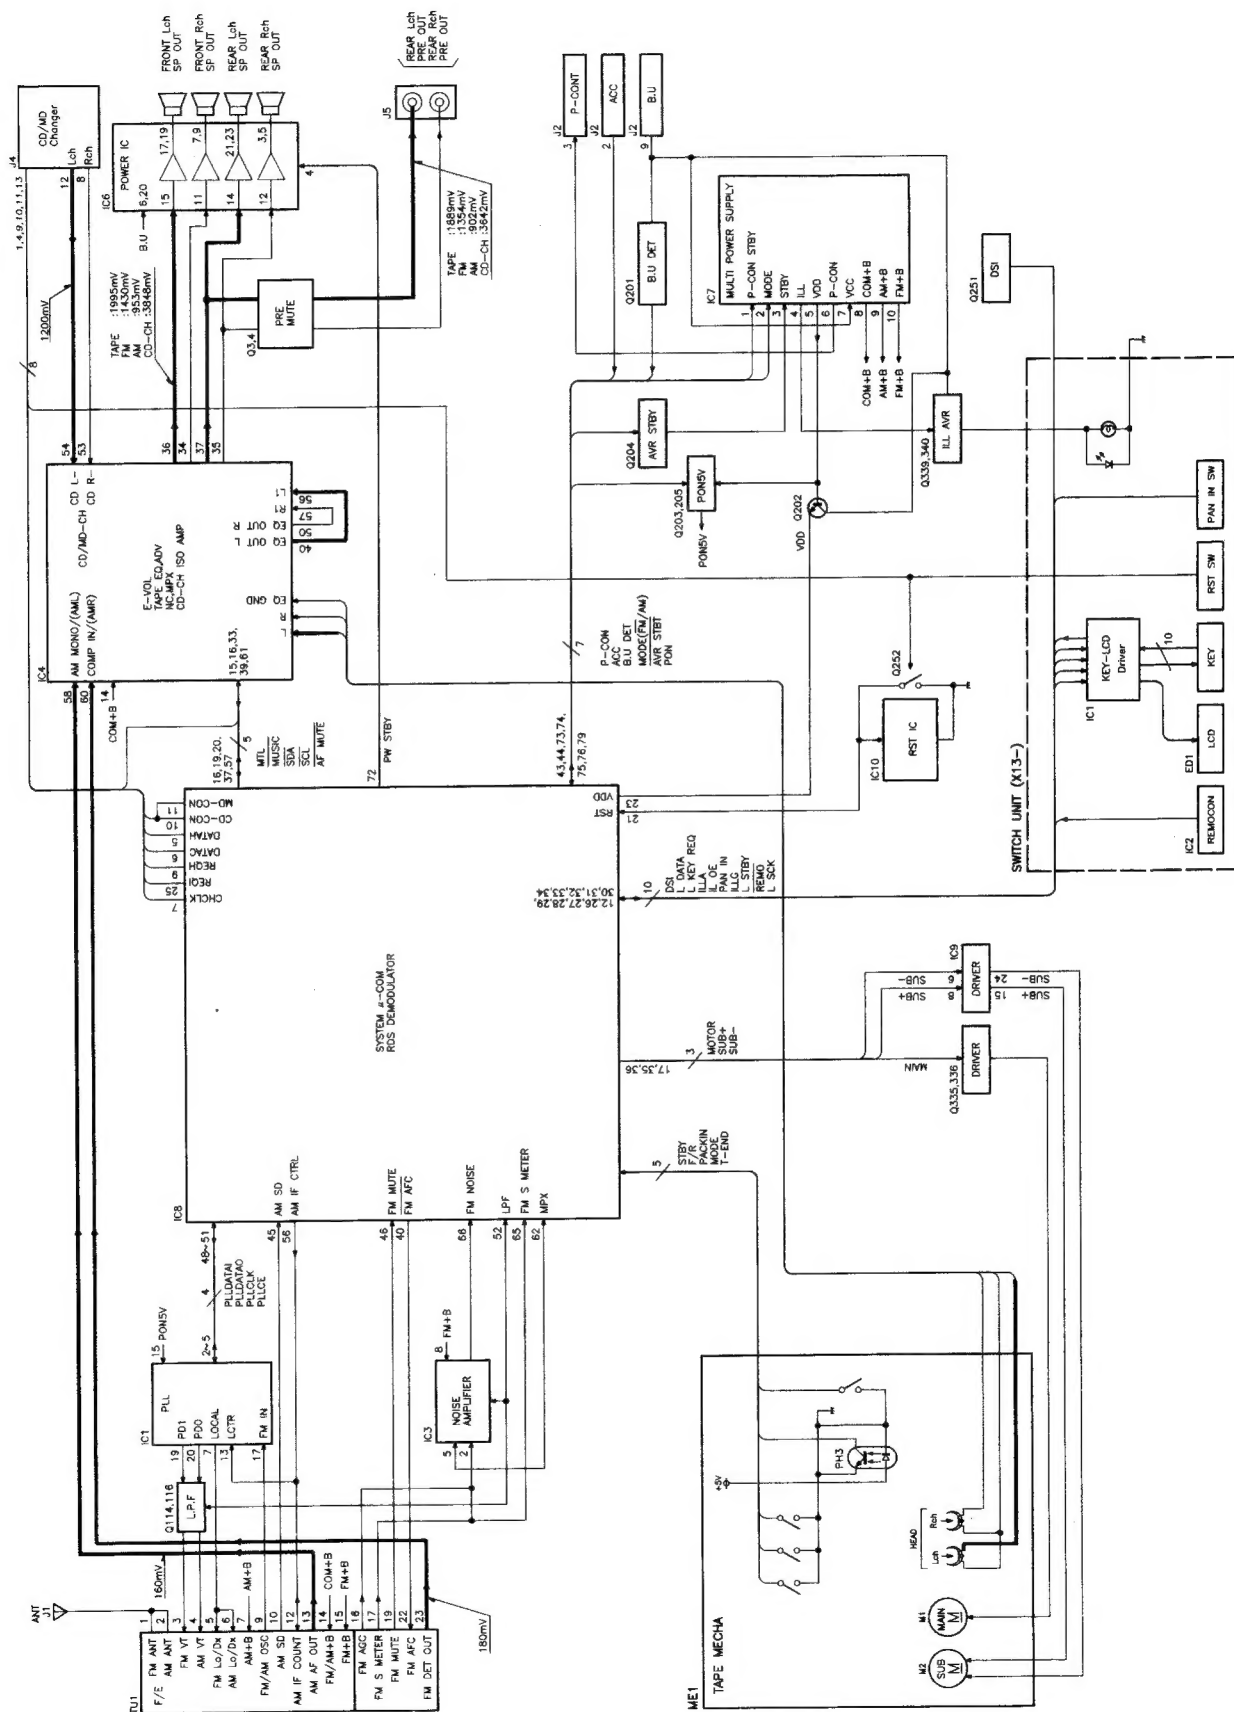 ANT
J1
TU1
1 FM ANT
F/E
2 AM ANT
3 FM VT
4 AM VT
5 FM Lo/Dx
6 AM Lo/Dx
7 AM+B
9 FM/AM OSC
10 AM SD
12 AM IF COUNT
13 AM AF OUT
14 FM/AM+B
15 FM+B
16 FM AGC
17 FM S METER
19 FM MUTE
22 FM AFC
23 FM DET OUT
AM+B
COM+B
FM+B
160mV
180mV
Q114,116
L.P.F
IC1
PLL
15 PON5V
19 PD1
20 PDO
7 LOCAL
13 LCTR
17 FM IN
2~5
4
PLLDATAI
PLLDATAO
PLLCLK
PLLCE
48~51
IC3
NOISE
AMPLIFIER
8 FM+B
5
2
IC8
SYSTEM μ-COM
RDS DEMODULATOR
45 AM SD
56 AM IF CTRL
46 FM MUTE
40 FM AFC
66 FM NOISE
52 LPF
65 FM S METER
62 MPX
7 CHCLK
25 REQI
9 REQH
6 DATAC
5 DATAH
10 CD-CON
11 MD-CON
16,19,20,
37,57
5
MTL
MUSIC
SDA
SCL
AF MUTE
72 PW STBY
43,44,73,74,
75,76,79
7
P-CON
ACC
B.U DET
MODE(FM/AM)
AVR STBT
PON
VDD
23
RST
21
12,26,27,28,29,
30,31,32,33,34
10
DSI
L DATA
L KEY REQ
ILLA
IL OE
PAN IN
ILLG
L STBY
REMO
L SCK
17,35,36
3
MOTOR
SUB+
SUB-
5
STBY
F/R
PACKIN
MODE
T-END
IC4
58 AM MONO/(AML)
60 COMP IN/(AMR)
14
COM+B
E-VOL
TAPE EQ,ADV
NC,MPX
CD-CH ISO AMP
CD/MD-CH
CD L- 54
CD R- 53
15,16,33,
39,61
L
R
EQ GND
40 EQ OUT L
50 EQ OUT R
57 R1
56 L1
36
34
37
35
1200mV
TAPE :1995mV
FM :1430mV
AM :953mV
CD-CH :3848mV
8
1,4,9,10,11,13
J4
CD/MD
Changer
12 Lch
8 Rch
IC6
POWER IC
B.U 6,20
15 17,19
11 7,9
14 21,23
12 3,5
4
FRONT Lch
SP OUT
FRONT Rch
SP OUT
REAR Lch
SP OUT
REAR Rch
SP OUT
Q3,4
PRE
MUTE
J5
REAR Lch
PRE OUT
REAR Rch
PRE OUT
TAPE :1889mV
FM :1354mV
AM :902mV
CD-CH :3642mV
J2
3
P-CONT
J2
2
ACC
J2
9
B.U
Q201
B.U DET
IC7
MULTI POWER SUPPLY
1 P-CON STBY
2 MODE
3 STBY
4 ILL
5 VDD
6 P-CON
7 VCC
8 COM+B
9 AM+B
10 FM+B
COM+B
AM+B
FM+B
Q204
AVR STBY
Q203,205
PON5V
PON5V
Q202
VDD
Q339,340
ILL AVR
Q251
DSI
IC10
RST IC
Q252
SWITCH UNIT (X13-)
IC1
KEY-LCD
Driver
10
IC2
REMOCON
ED1
LCD
KEY
RST SW
PAN IN SW
Q335,336
DRIVER
MAIN
IC9
DRIVER
SUB+ 8
SUB- 6
15 SUB+
24 SUB-
ME1
TAPE MECHA
+5V
PH3
HEAD
Lch
Rch
M1
MAIN
M
M2
SUB
M